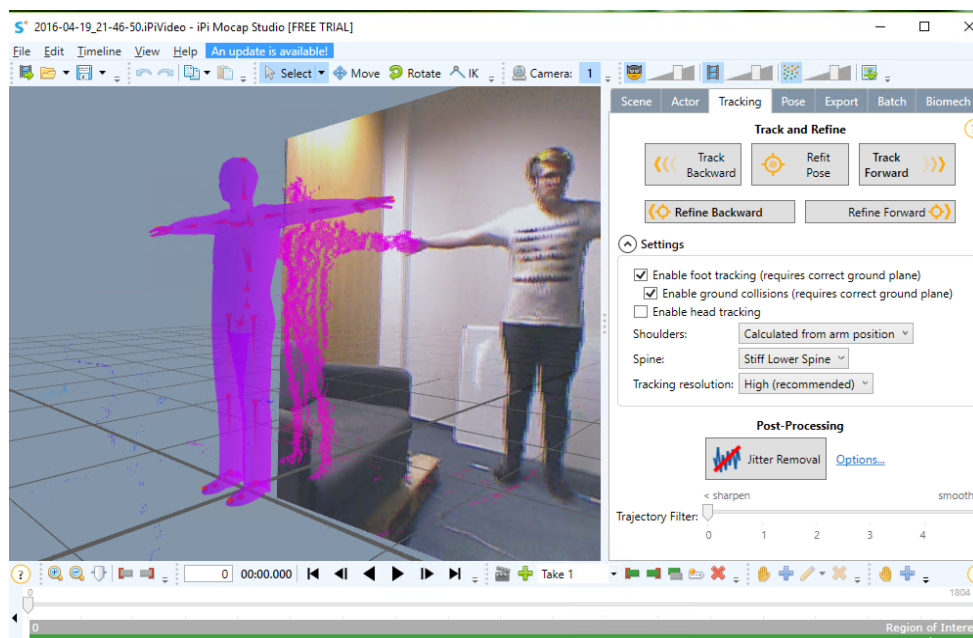 2016-04-19_21-46-50.iPiVideo - iPi Mocap Studio [FREE TRIAL]
File Edit Timeline View Help An update is available!
Select Move Rotate IK Camera: 1
Scene Actor Tracking Pose Export Batch Biomech
Track and Refine
Track Backward
Refit Pose
Track Forward
Refine Backward
Refine Forward
Settings
Enable foot tracking (requires correct ground plane)
Enable ground collisions (requires correct ground plane)
Enable head tracking
Shoulders: Calculated from arm position
Spine: Stiff Lower Spine
Tracking resolution: High (recommended)
Post-Processing
Jitter Removal Options...
< sharpen smooth
Trajectory Filter:
0 1 2 3 4
? 0 00:00.000 Take 1
0 1804
0 Region of Intere